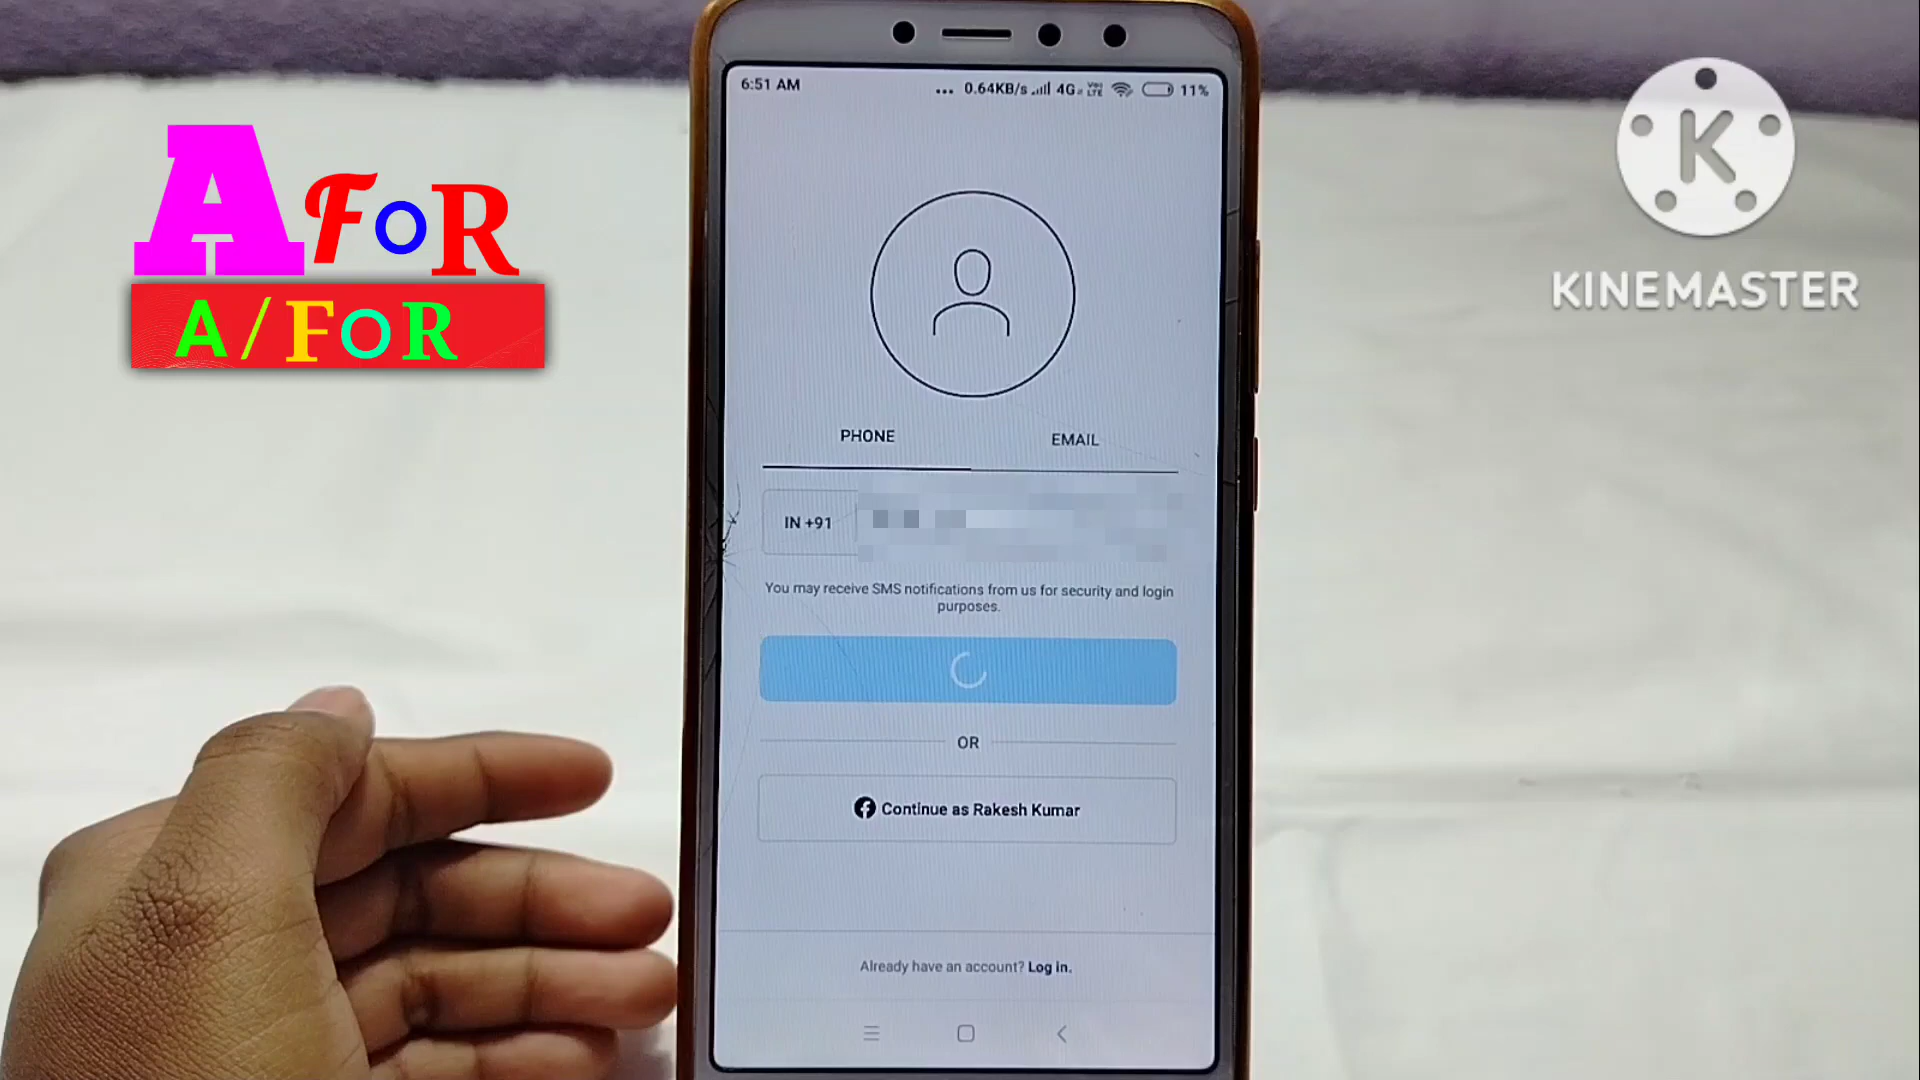 A FoR
A/FoR
K
KINEMASTER
6:51 AM
... 0.64KB/s 4G VoLTE 11%
PHONE
EMAIL
IN +91
You may receive SMS notifications from us for security and login
purposes.
OR
Continue as Rakesh Kumar
Already have an account? Log in.